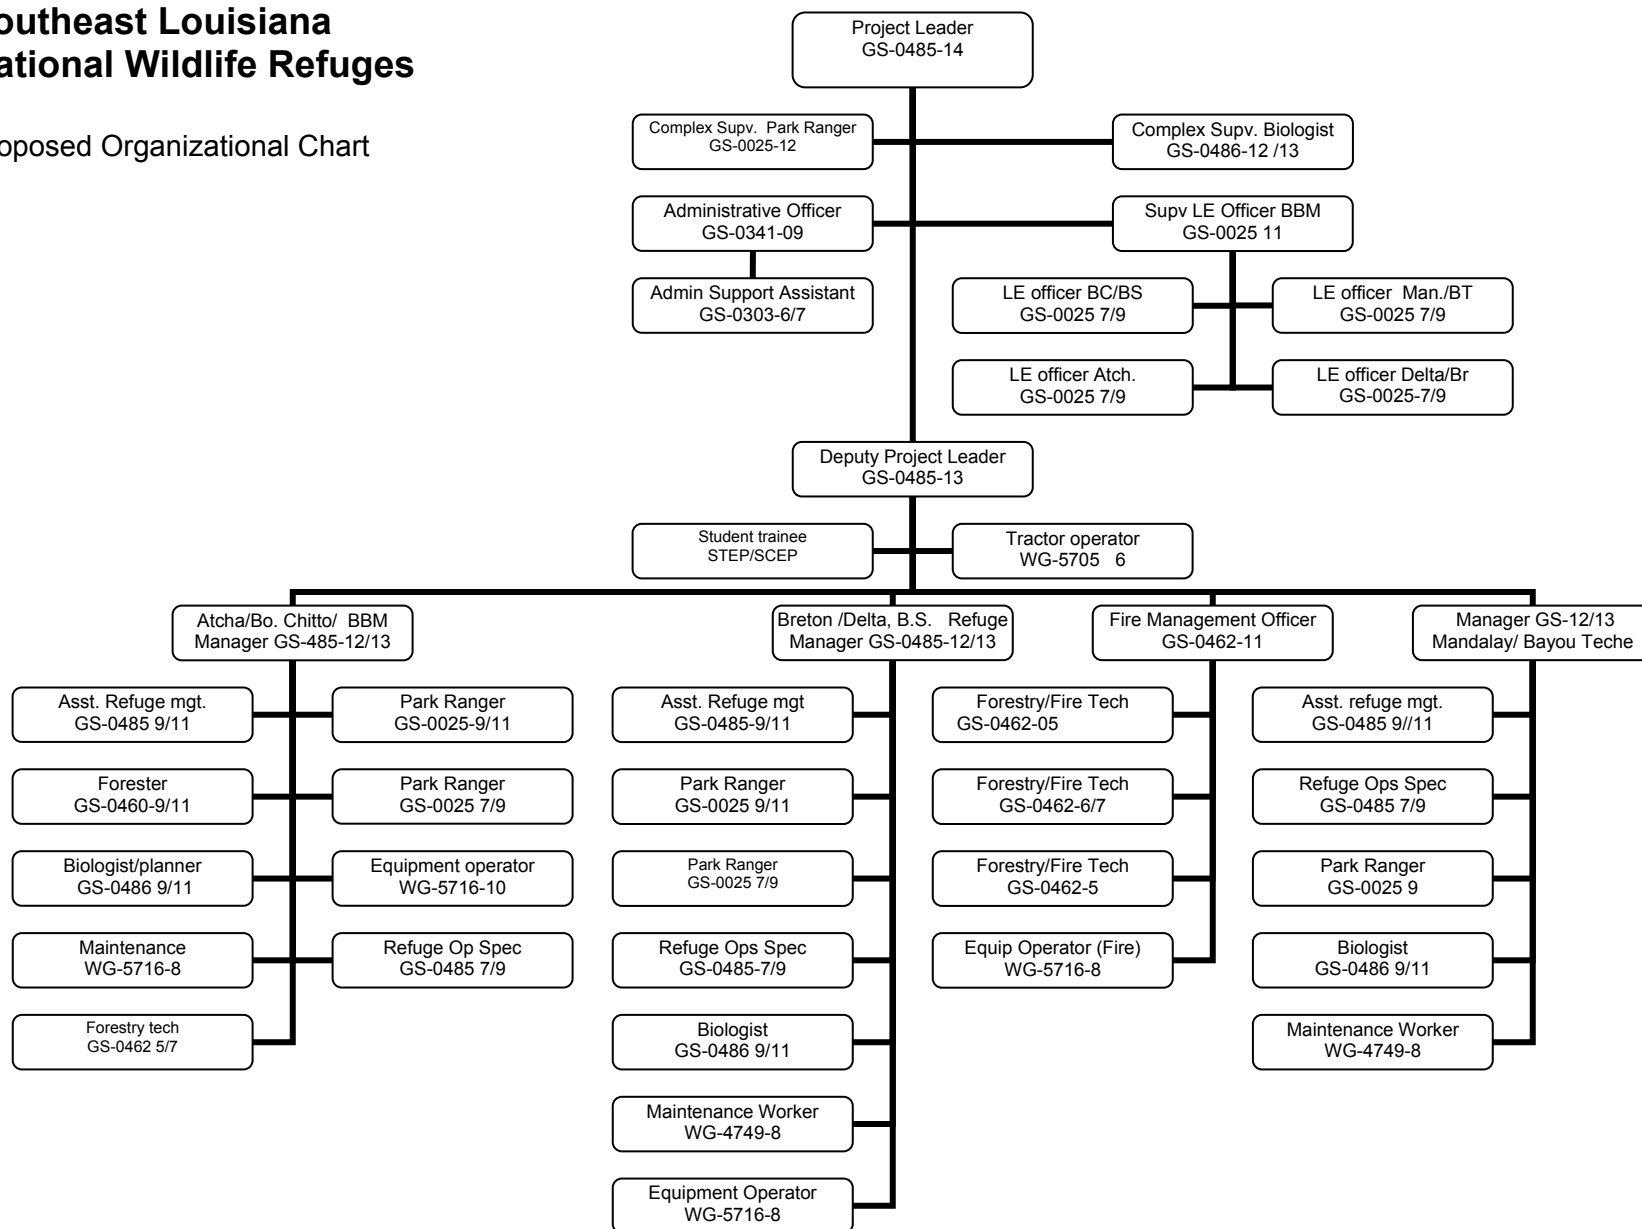 outheast Louisiana
ational Wildlife Refuges
oposed Organizational Chart
Project Leader
GS-0485-14
Complex Supv. Park Ranger
GS-0025-12
Complex Supv. Biologist
GS-0486-12 /13
Administrative Officer
GS-0341-09
Supv LE Officer BBM
GS-0025 11
Admin Support Assistant
GS-0303-6/7
LE officer BC/BS
GS-0025 7/9
LE officer Man./BT
GS-0025 7/9
LE officer Atch.
GS-0025 7/9
LE officer Delta/Br
GS-0025-7/9
Deputy Project Leader
GS-0485-13
Student trainee
STEP/SCEP
Tractor operator
WG-5705 6
Atcha/Bo. Chitto/ BBM
Manager GS-485-12/13
Breton /Delta, B.S. Refuge
Manager GS-0485-12/13
Fire Management Officer
GS-0462-11
Manager GS-12/13
Mandalay/ Bayou Teche
Asst. Refuge mgt.
GS-0485 9/11
Park Ranger
GS-0025-9/11
Forester
GS-0460-9/11
Park Ranger
GS-0025 7/9
Biologist/planner
GS-0486 9/11
Equipment operator
WG-5716-10
Maintenance
WG-5716-8
Refuge Op Spec
GS-0485 7/9
Forestry tech
GS-0462 5/7
Asst. Refuge mgt
GS-0485-9/11
Park Ranger
GS-0025 9/11
Park Ranger
GS-0025 7/9
Refuge Ops Spec
GS-0485-7/9
Biologist
GS-0486 9/11
Maintenance Worker
WG-4749-8
Equipment Operator
WG-5716-8
Forestry/Fire Tech
GS-0462-05
Forestry/Fire Tech
GS-0462-6/7
Forestry/Fire Tech
GS-0462-5
Equip Operator (Fire)
WG-5716-8
Asst. refuge mgt.
GS-0485 9//11
Refuge Ops Spec
GS-0485 7/9
Park Ranger
GS-0025 9
Biologist
GS-0486 9/11
Maintenance Worker
WG-4749-8